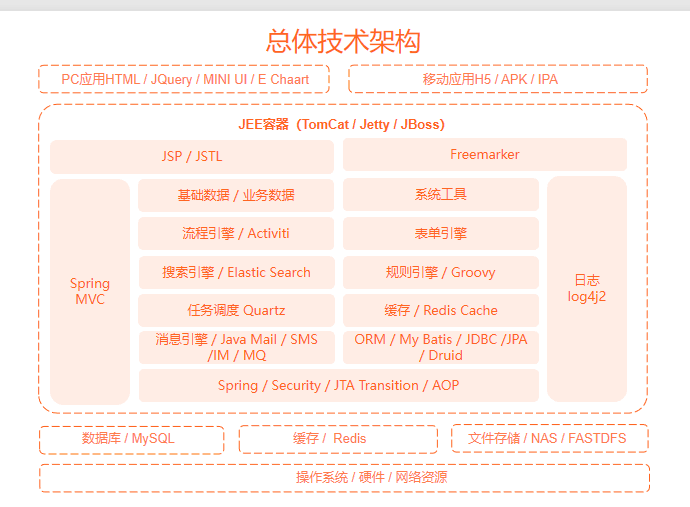 总体技术架构
PC应用HTML / JQuery / MINI UI / E Chaart
移动应用H5 / APK / IPA
JEE容器（TomCat / Jetty / JBoss）
JSP / JSTL
Freemarker
Spring
MVC
基础数据 / 业务数据
系统工具
流程引擎 / Activiti
表单引擎
搜索引擎 / Elastic Search
规则引擎 / Groovy
任务调度 Quartz
缓存 / Redis Cache
消息引擎 / Java Mail / SMS
/IM / MQ
ORM / My Batis / JDBC /JPA
/ Druid
Spring / Security / JTA Transition / AOP
日志
log4j2
数据库 / MySQL
缓存 / Redis
文件存储 / NAS / FASTDFS
操作系统 / 硬件 / 网络资源